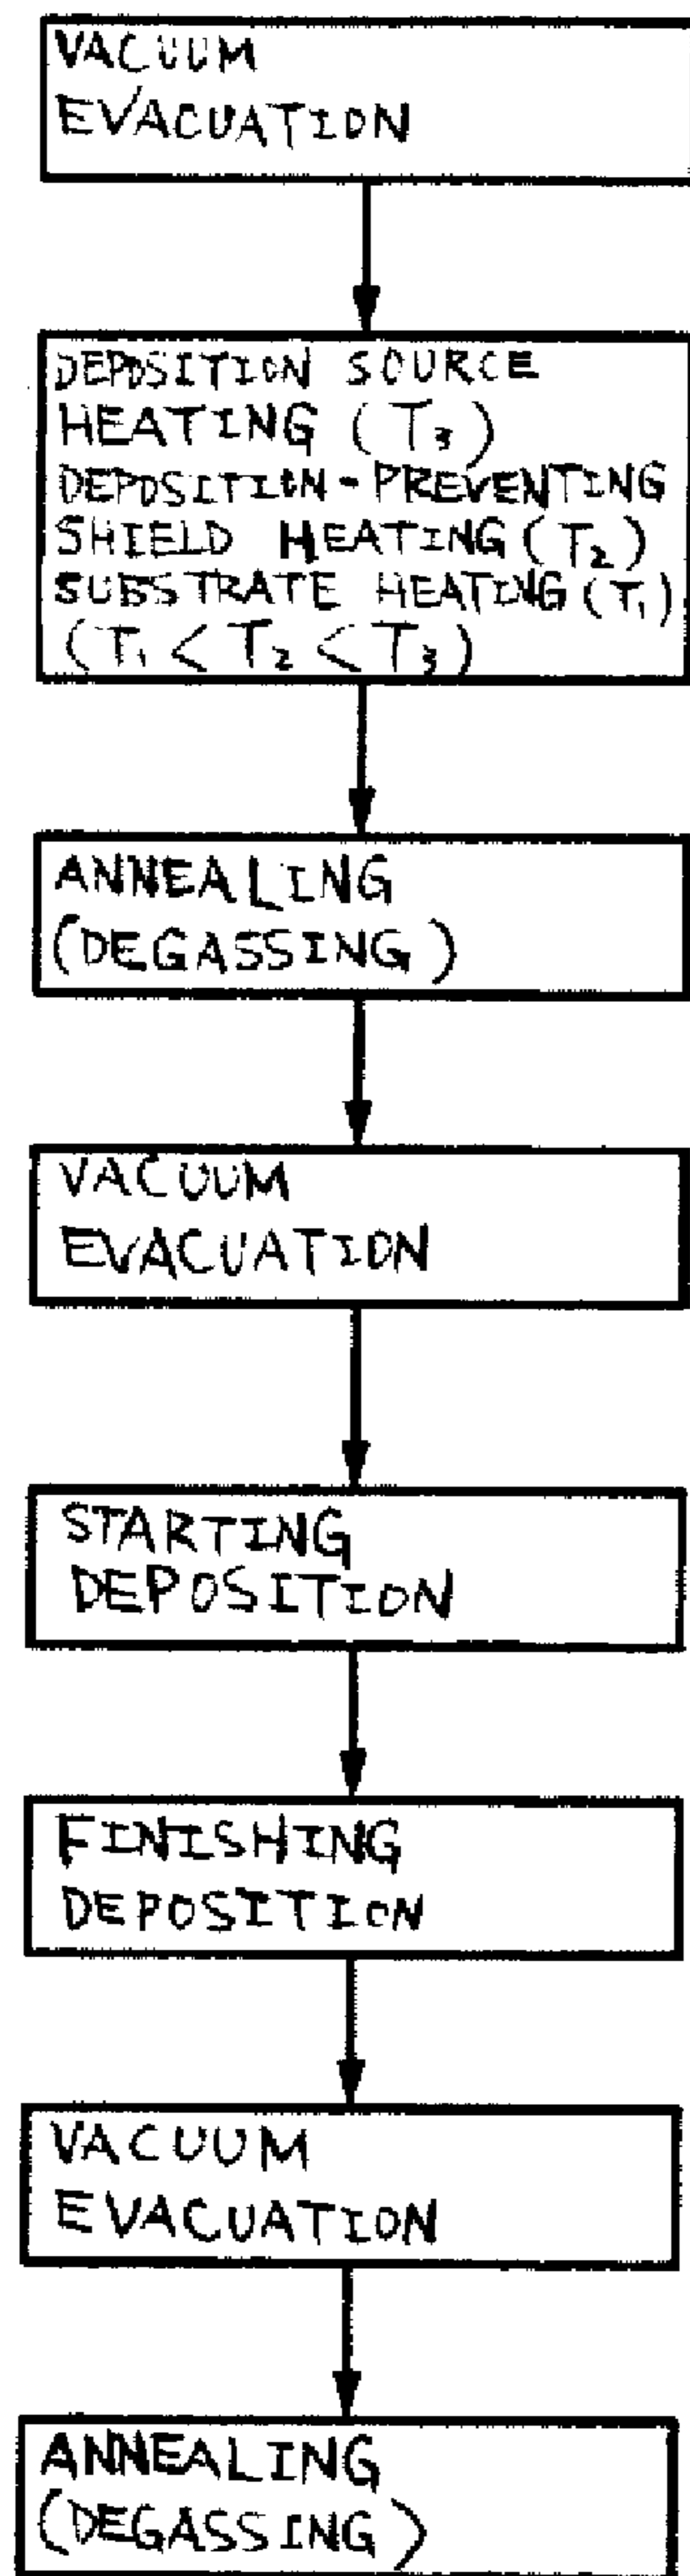 VACUUM
EVACUATION
DEPOSITION SOURCE
HEATING (T₃)
DEPOSITION-PREVENTING
SHIELD HEATING (T₂)
SUBSTRATE HEATING (T₁)
(T₁ < T₂ < T₃)
ANNEALING
(DEGASSING)
VACUUM
EVACUATION
STARTING
DEPOSITION
FINISHING
DEPOSITION
VACUUM
EVACUATION
ANNEALING
(DEGASSING)